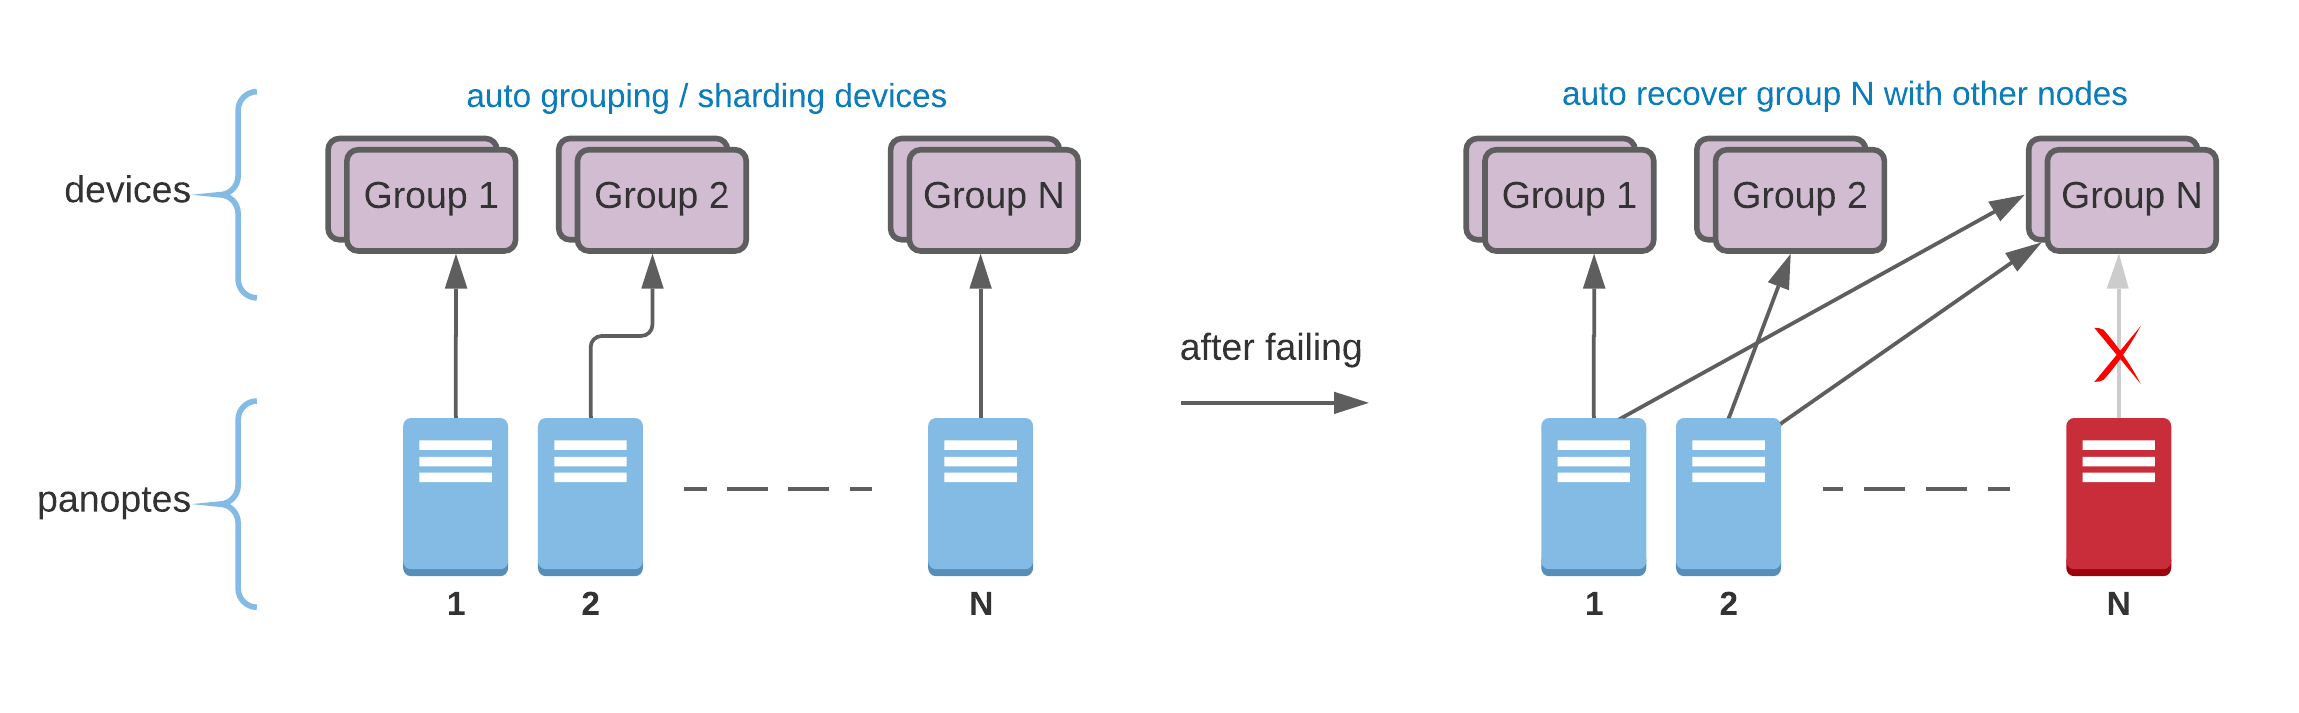 auto grouping / sharding devices
devices
Group 1
Group 2
Group N
panoptes
1
2
N
after failing
auto recover group N with other nodes
Group 1
Group 2
Group N
X
1
2
N